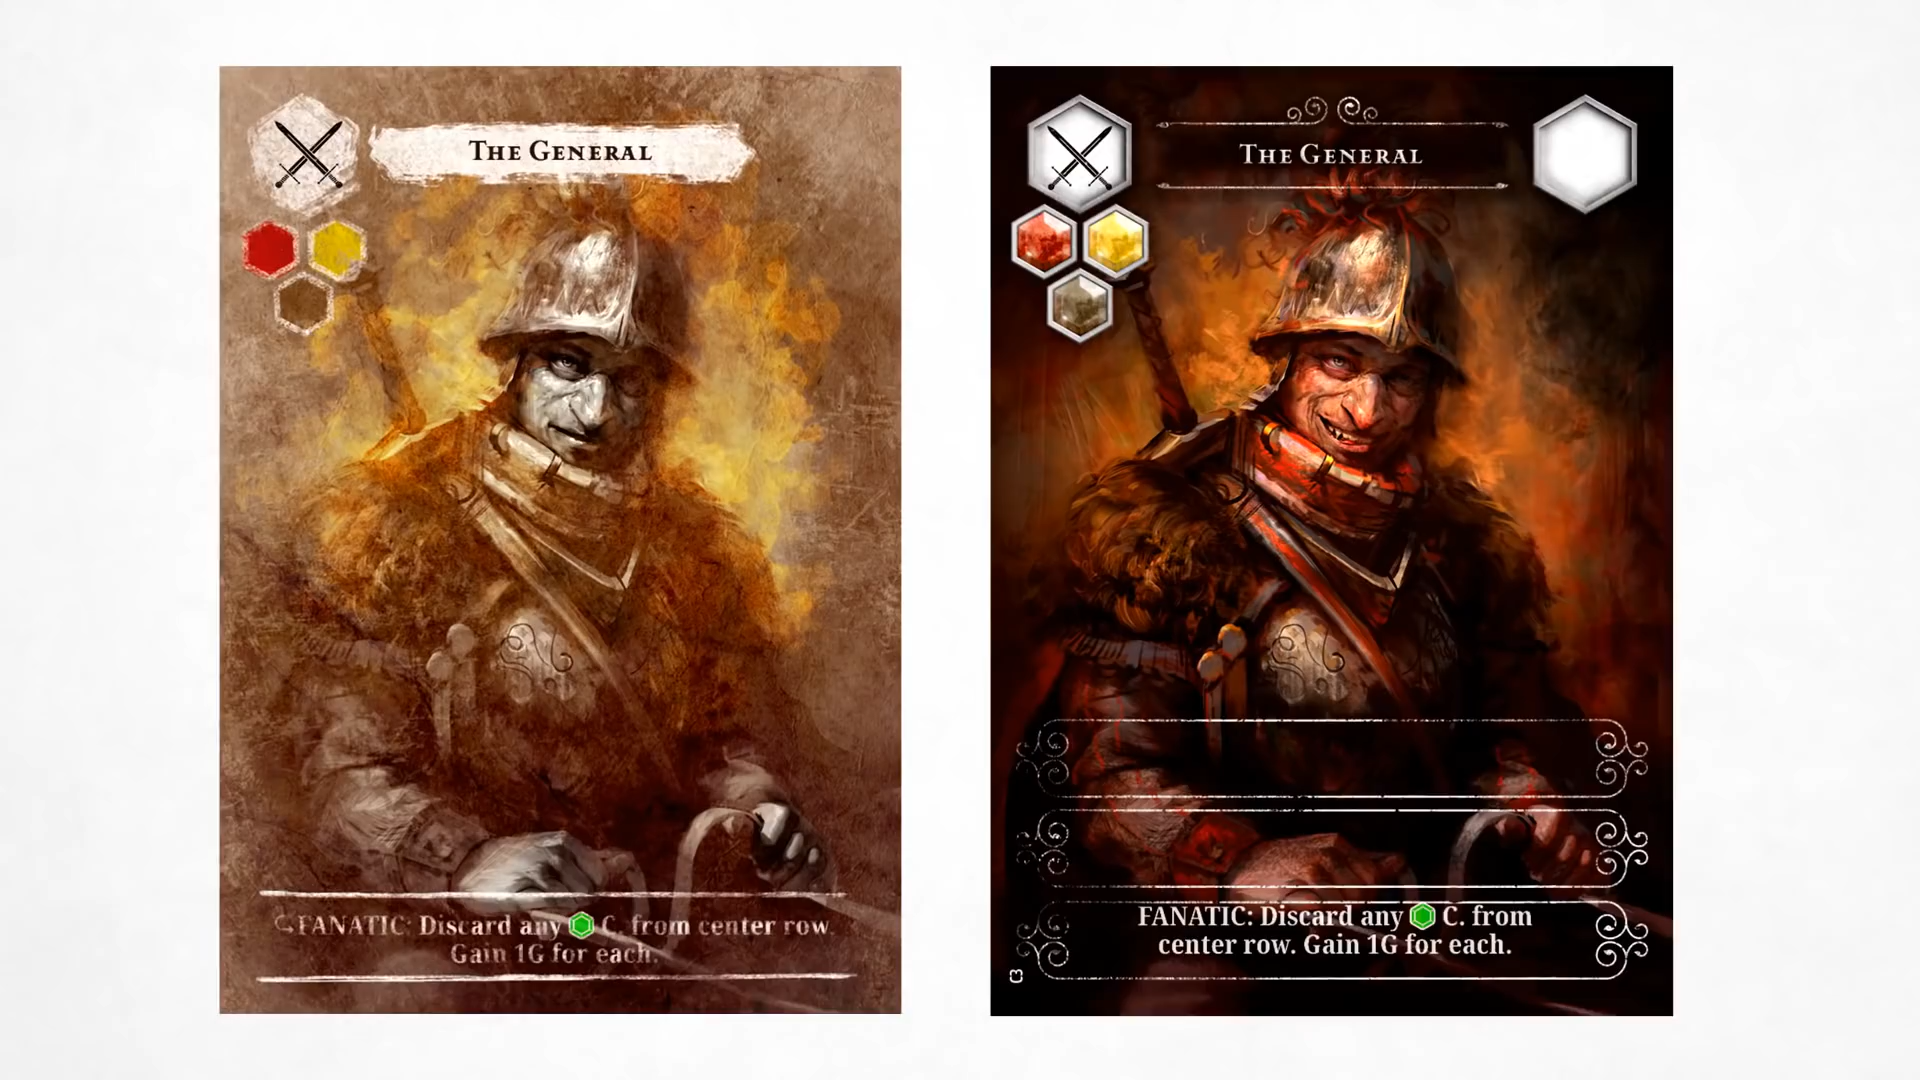 The General
FANATIC: Discard any C. from center row.
Gain 1G for each.
The General
FANATIC: Discard any C. from
center row. Gain 1G for each.